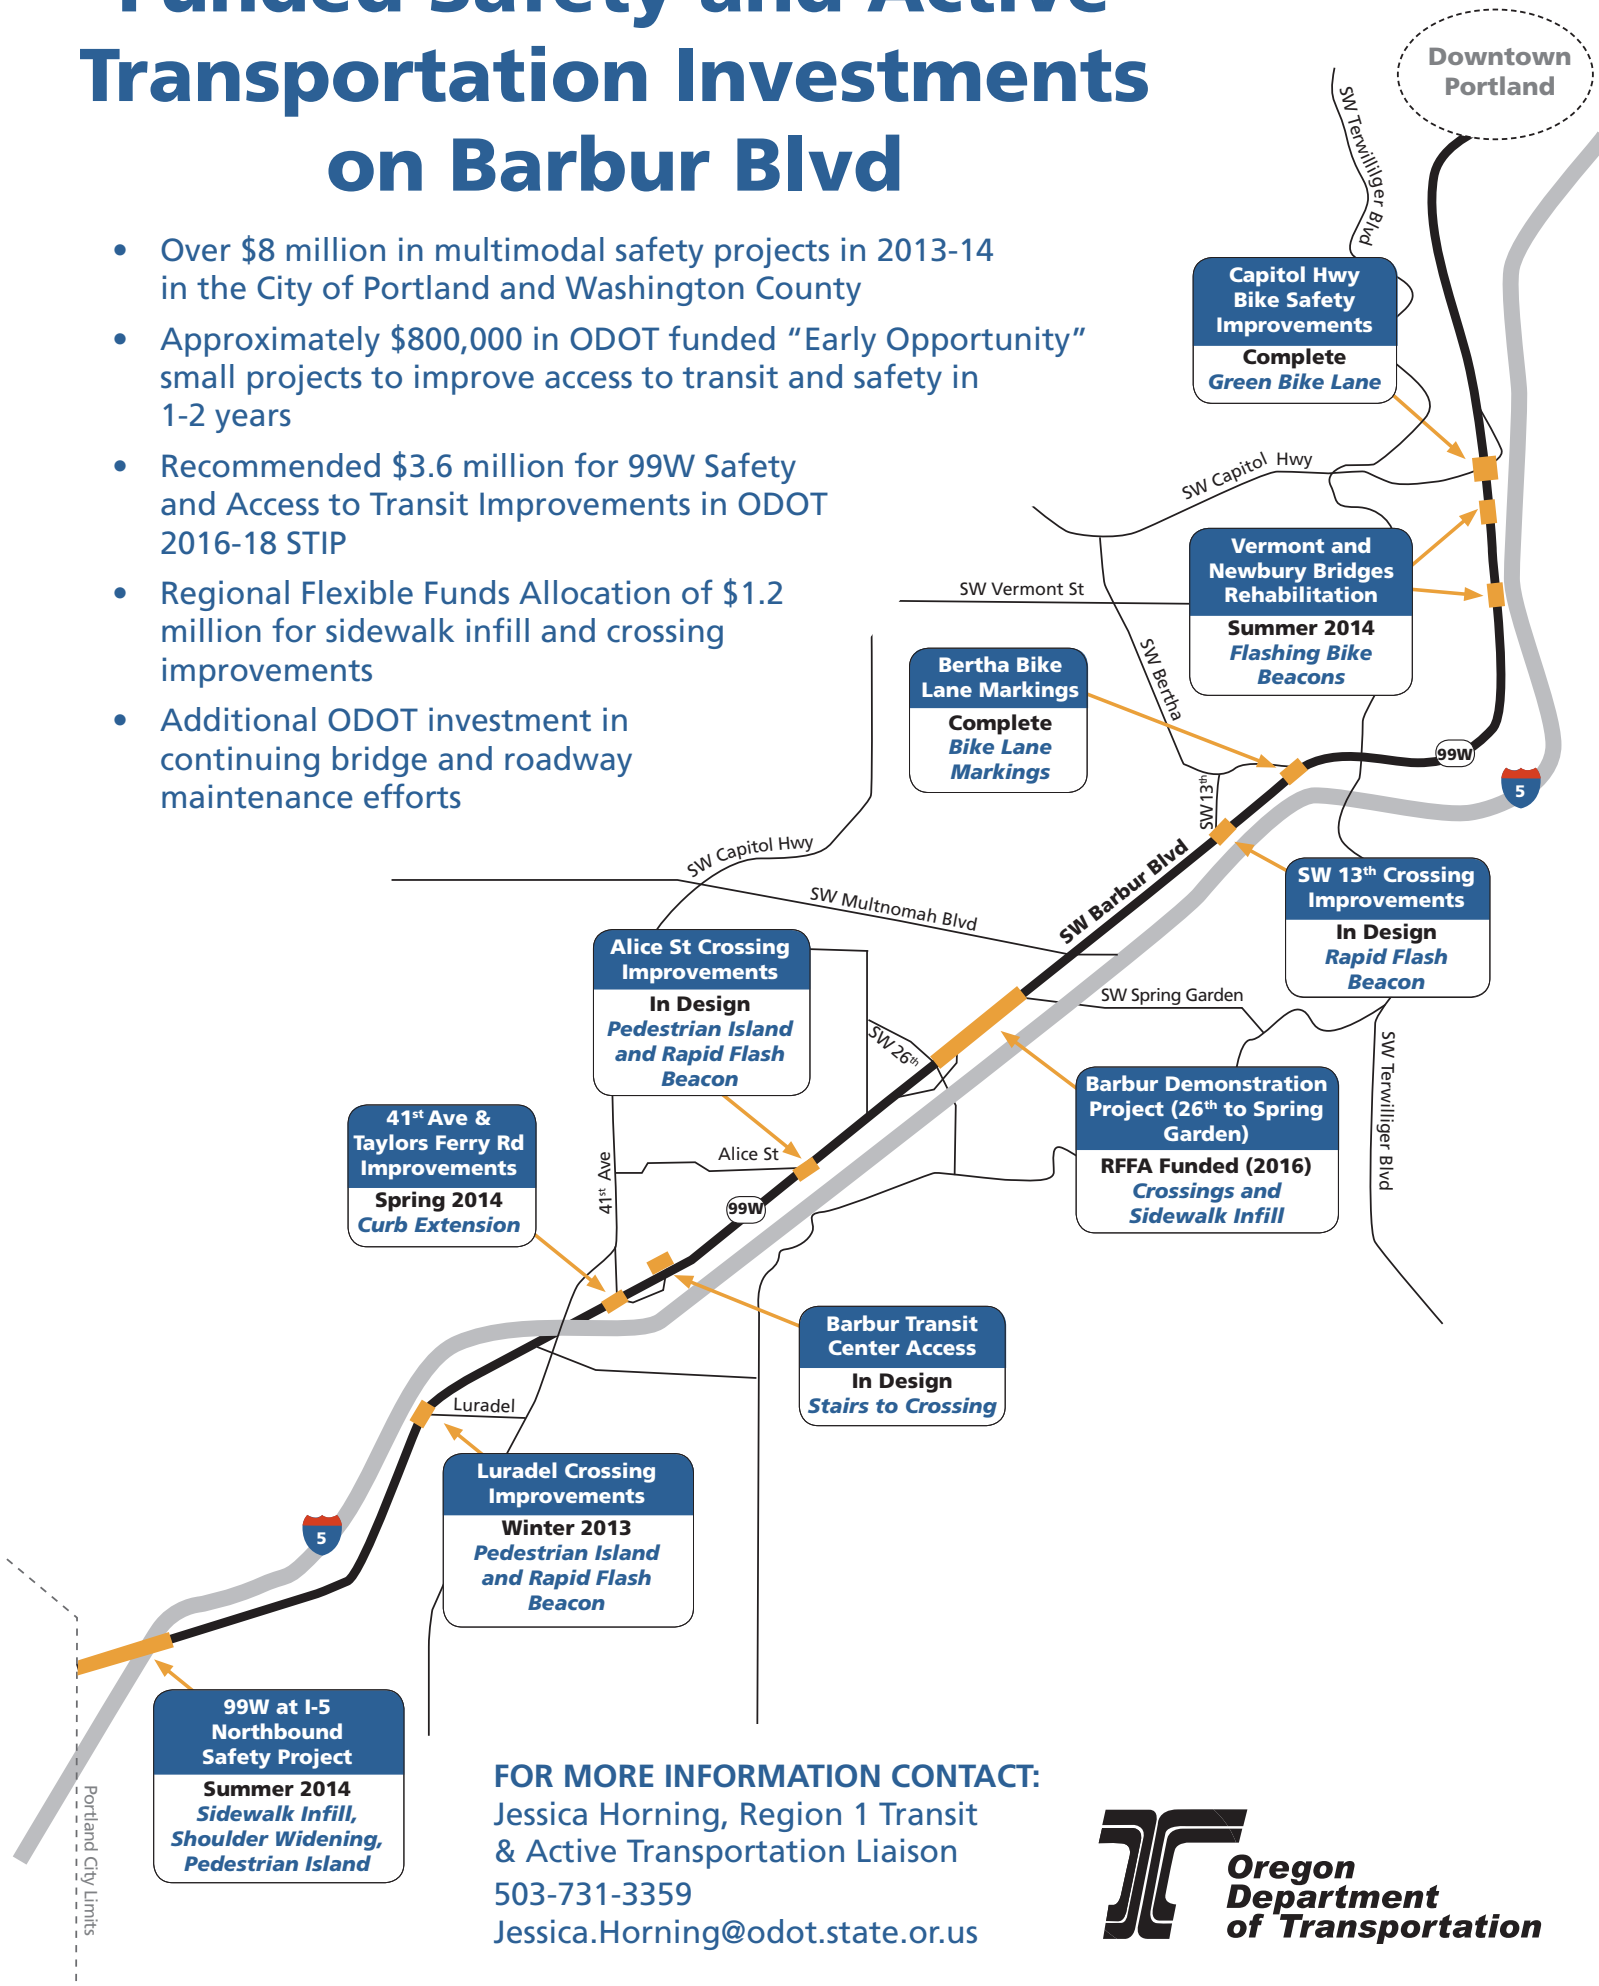 Funded Safety and Active
Transportation Investments
on Barbur Blvd
• Over $8 million in multimodal safety projects in 2013-14
in the City of Portland and Washington County
• Approximately $800,000 in ODOT funded “Early Opportunity”
small projects to improve access to transit and safety in
1-2 years
• Recommended $3.6 million for 99W Safety
and Access to Transit Improvements in ODOT
2016-18 STIP
• Regional Flexible Funds Allocation of $1.2
million for sidewalk infill and crossing
improvements
• Additional ODOT investment in
continuing bridge and roadway
maintenance efforts
Downtown
Portland
SW Terwillilger Blvd
Capitol Hwy
Bike Safety
Improvements
Complete
Green Bike Lane
SW Capitol Hwy
Vermont and
Newbury Bridges
Rehabilitation
Summer 2014
Flashing Bike
Beacons
SW Vermont St
SW Bertha
Bertha Bike
Lane Markings
Complete
Bike Lane
Markings
99W
5
SW 13th
SW Capitol Hwy
SW Barbur Blvd
SW Multnomah Blvd
SW 13th Crossing
Improvements
In Design
Rapid Flash
Beacon
Alice St Crossing
Improvements
In Design
Pedestrian Island
and Rapid Flash
Beacon
SW Spring Garden
SW 26th
SW Terwilliger Blvd
Barbur Demonstration
Project (26th to Spring
Garden)
RFFA Funded (2016)
Crossings and
Sidewalk Infill
41st Ave &
Taylors Ferry Rd
Improvements
Spring 2014
Curb Extension
41st Ave
Alice St
99W
Barbur Transit
Center Access
In Design
Stairs to Crossing
Luradel
Luradel Crossing
Improvements
Winter 2013
Pedestrian Island
and Rapid Flash
Beacon
5
99W at I-5
Northbound
Safety Project
Summer 2014
Sidewalk Infill,
Shoulder Widening,
Pedestrian Island
Portland City Limits
FOR MORE INFORMATION CONTACT:
Jessica Horning, Region 1 Transit
& Active Transportation Liaison
503-731-3359
Jessica.Horning@odot.state.or.us
Oregon
Department
of Transportation